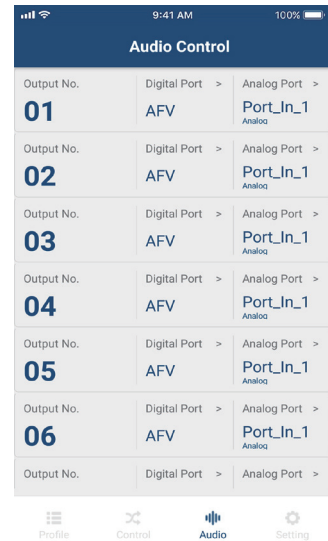 9:41 AM 100%
Audio Control
Output No. Digital Port > Analog Port >
01 AFV Port_In_1
Analog
Output No. Digital Port > Analog Port >
02 AFV Port_In_1
Analog
Output No. Digital Port > Analog Port >
03 AFV Port_In_1
Analog
Output No. Digital Port > Analog Port >
04 AFV Port_In_1
Analog
Output No. Digital Port > Analog Port >
05 AFV Port_In_1
Analog
Output No. Digital Port > Analog Port >
06 AFV Port_In_1
Analog
Output No. Digital Port > Analog Port >
Profile Control Audio Setting